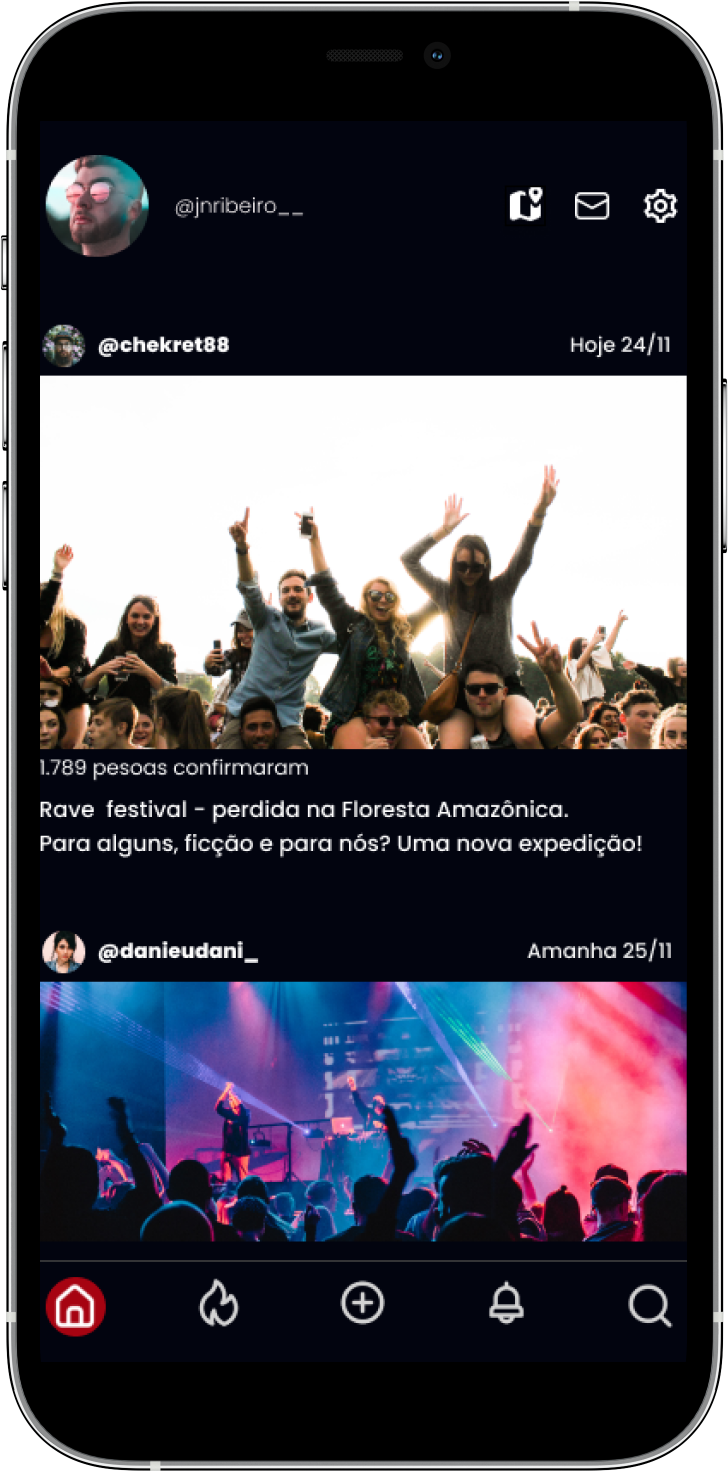 @jnribeiro__
@chekret88
Hoje 24/11
1.789 pesoas confirmaram
Rave festival - perdida na Floresta Amazônica.
Para alguns, ficção e para nós? Uma nova expedição!
@danieudani_
Amanha 25/11